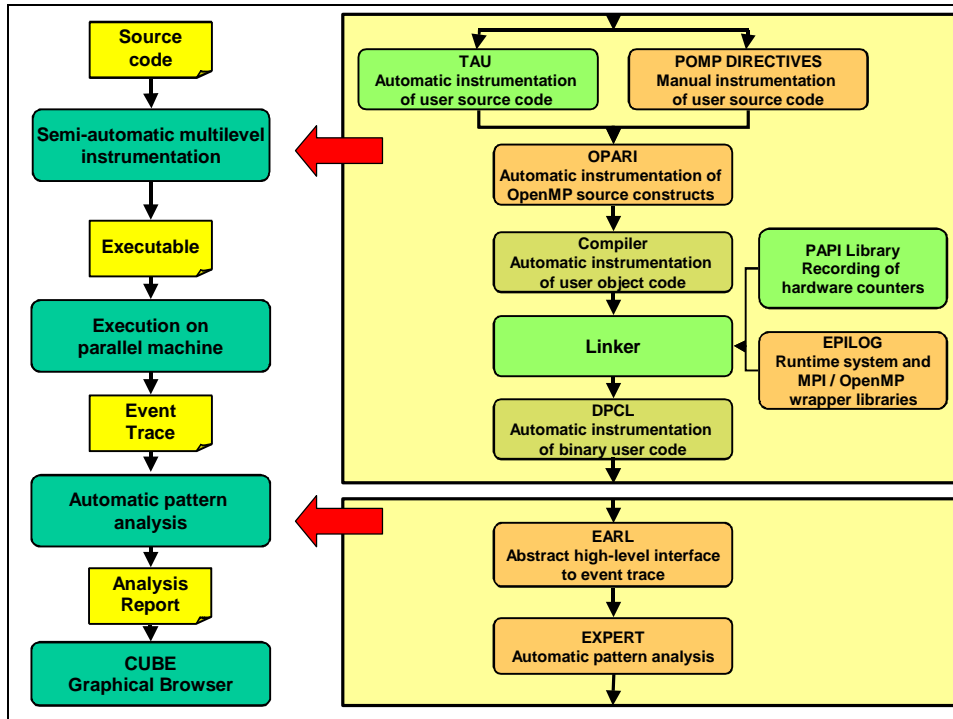 Source
code
Semi-automatic multilevel
instrumentation
Executable
Execution on
parallel machine
Event
Trace
Automatic pattern
analysis
Analysis
Report
CUBE
Graphical Browser
TAU
Automatic instrumentation
of user source code
POMP DIRECTIVES
Manual instrumentation
of user source code
OPARI
Automatic instrumentation of
OpenMP source constructs
Compiler
Automatic instrumentation
of user object code
PAPI Library
Recording of
hardware counters
Linker
EPILOG
Runtime system and
MPI / OpenMP
wrapper libraries
DPCL
Automatic instrumentation
of binary user code
EARL
Abstract high-level interface
to event trace
EXPERT
Automatic pattern analysis